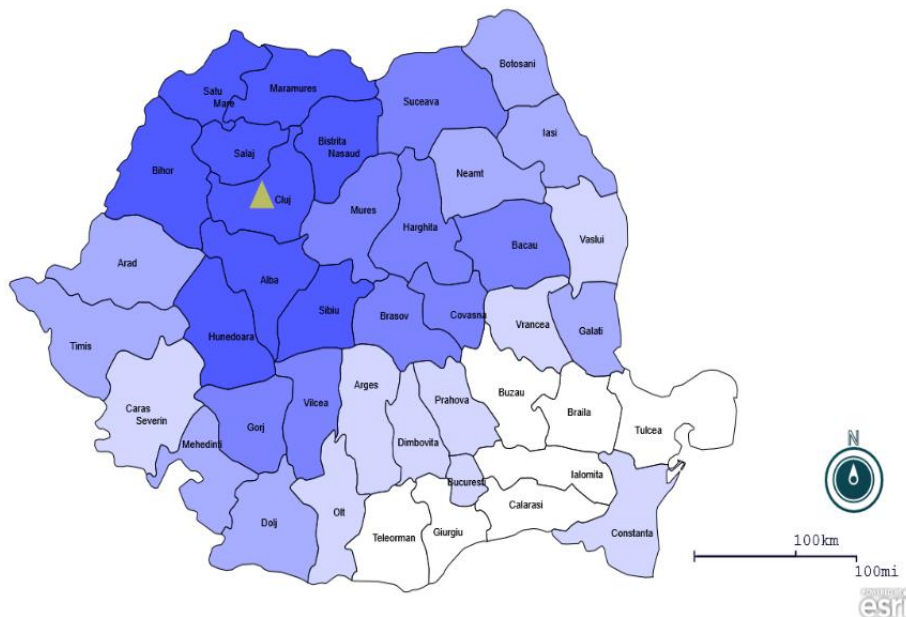 Botosani
Satu
Mare
Maramures
Suceava
Iasi
Salaj
Bistrita
Nasaud
Bihor
Neamt
Cluj
Mures
Harghita
Bacau
Vaslui
Arad
Alba
Sibiu
Brasov
Covasna
Vrancea
Galati
Timis
Hunedoara
Arges
Prahova
Buzau
Braila
Tulcea
Caras
Severin
Gorj
Vilcea
Mehedinti
Dimbovita
N
Ialomita
Bucuresti
Calarasi
Olt
Dolj
Teleorman
Giurgiu
Constanta
100km
100mi
esri